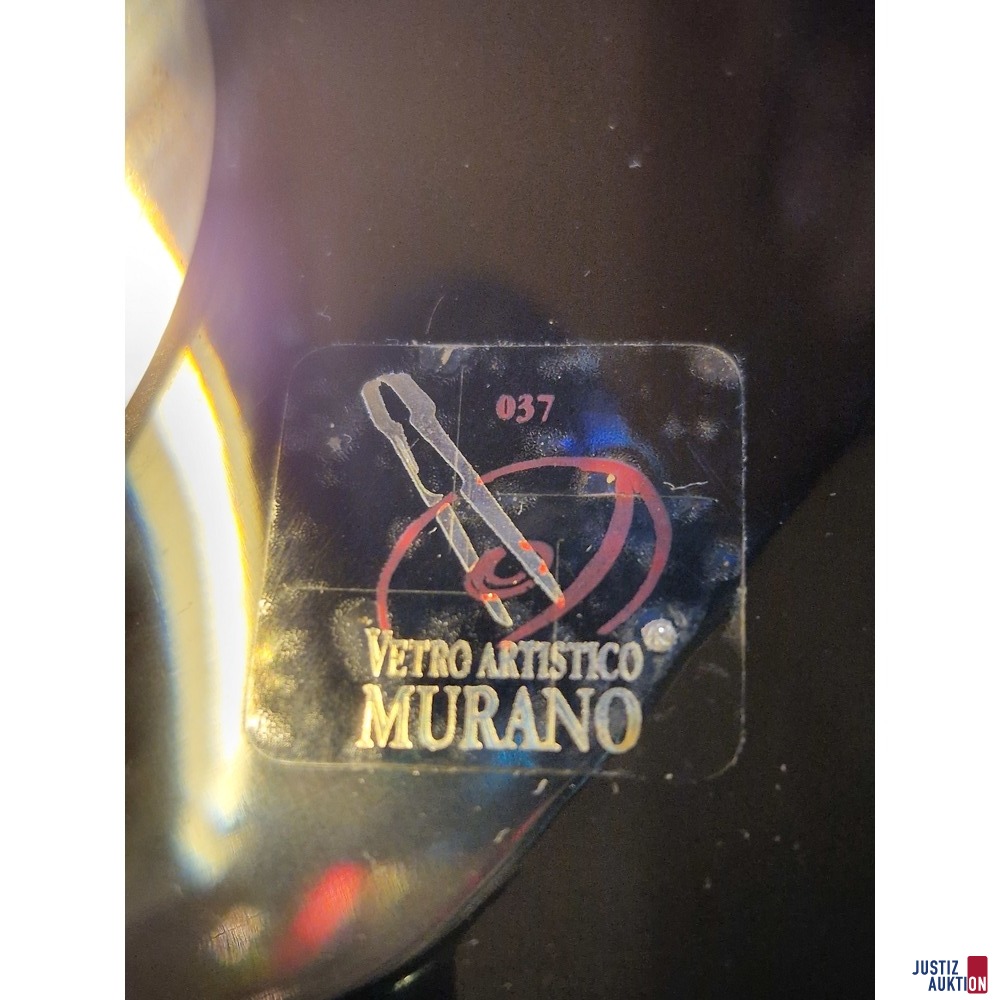 037
VETRO ARTISTICO®
MURANO
JUSTIZ
AUKTION